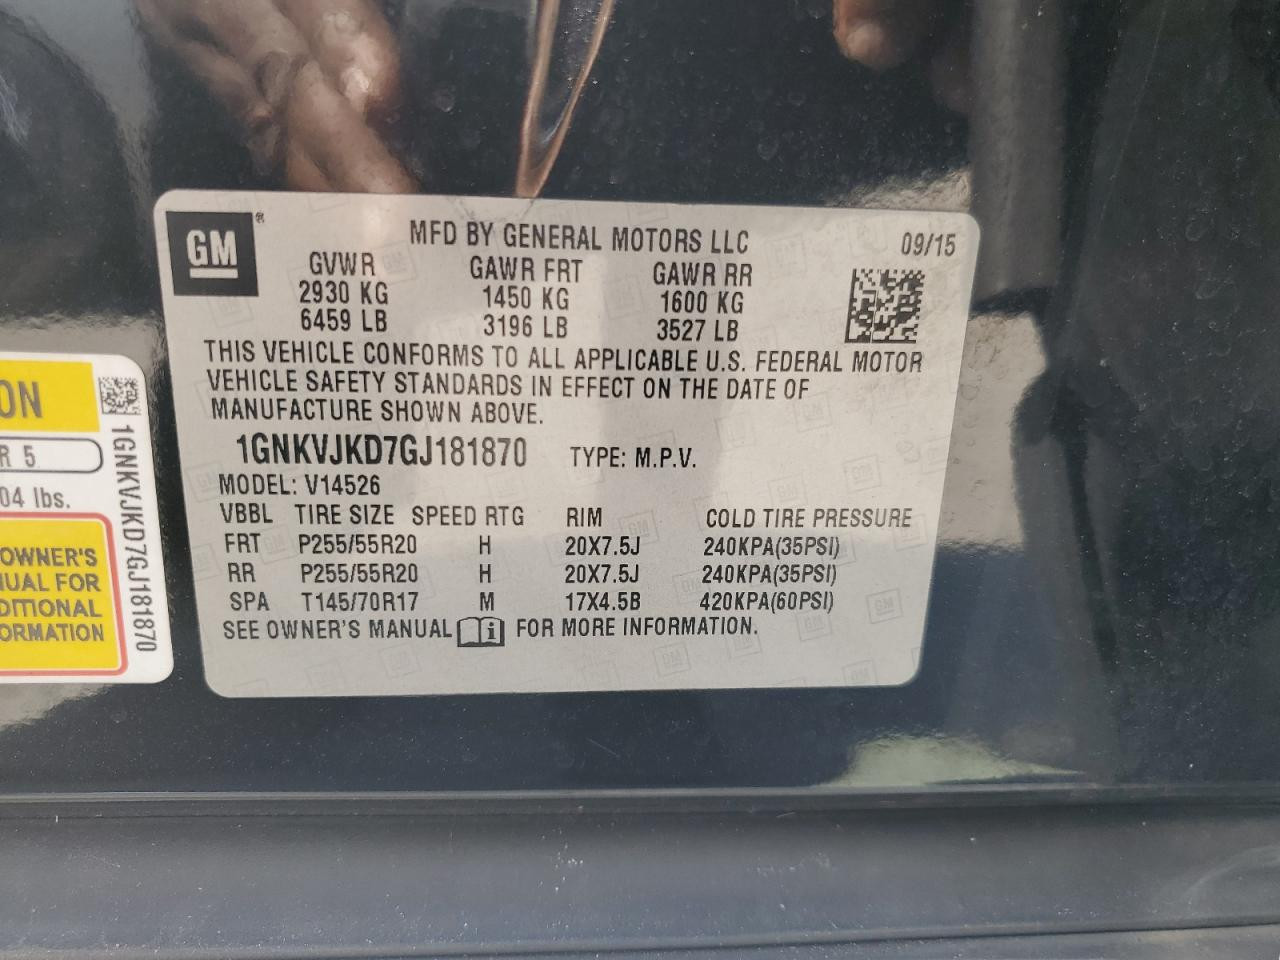 GM
®
MFD BY GENERAL MOTORS LLC
09/15
GVWR GAWR FRT GAWR RR
2930 KG 1450 KG 1600 KG
6459 LB 3196 LB 3527 LB
THIS VEHICLE CONFORMS TO ALL APPLICABLE U.S. FEDERAL MOTOR
VEHICLE SAFETY STANDARDS IN EFFECT ON THE DATE OF
MANUFACTURE SHOWN ABOVE.
1GNKVJKD7GJ181870 TYPE: M.P.V.
MODEL: V14526
VBBL TIRE SIZE SPEED RTG RIM COLD TIRE PRESSURE
FRT P255/55R20 H 20X7.5J 240KPA(35PSI)
RR P255/55R20 H 20X7.5J 240KPA(35PSI)
SPA T145/70R17 M 17X4.5B 420KPA(60PSI)
SEE OWNER'S MANUAL FOR MORE INFORMATION.
ON
R 5
04 lbs.
OWNER'S
UAL FOR
DITIONAL
ORMATION
1GNKVJKD7GJ181870